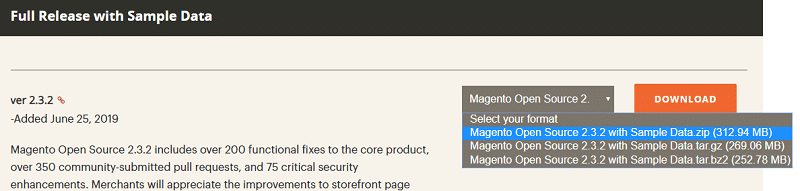 Full Release with Sample Data
ver 2.3.2
-Added June 25, 2019
Magento Open Source 2.
DOWNLOAD
Select your format
Magento Open Source 2.3.2 with Sample Data.zip (312.94 MB)
Magento Open Source 2.3.2 with Sample Data.tar.gz (269.06 MB)
Magento Open Source 2.3.2 with Sample Data.tar.bz2 (252.78 MB)
Magento Open Source 2.3.2 includes over 200 functional fixes to the core product,
over 350 community-submitted pull requests, and 75 critical security
enhancements. Merchants will appreciate the improvements to storefront page